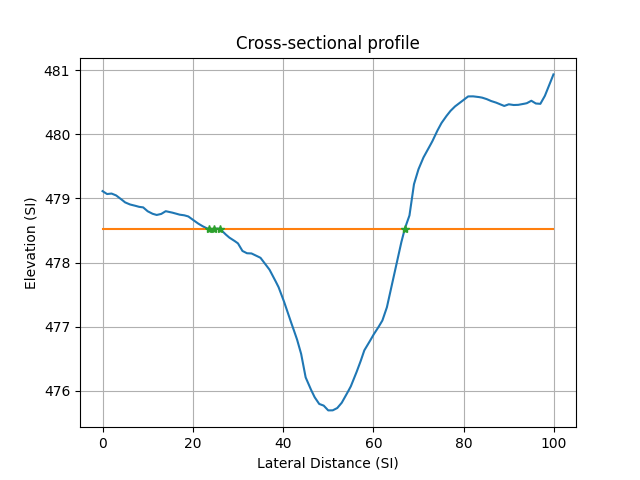 Cross-sectional profile
481
480
479
478
477
476
Elevation (SI)
0 20 40 60 80 100
Lateral Distance (SI)